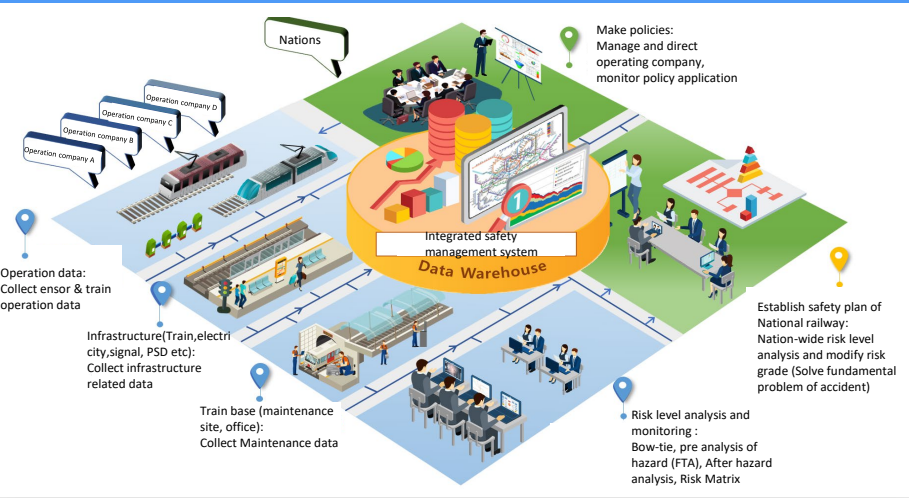 Nations
Make policies:
Manage and direct
operating company,
monitor policy application
Operation company D
Operation company C
Operation company B
Operation company A
1
Integrated safety
management system
Data Warehouse
Operation data:
Collect ensor & train
operation data
Infrastructure(Train,electri
city,signal, PSD etc):
Collect infrastructure
related data
Train base (maintenance
site, office):
Collect Maintenance data
Establish safety plan of
National railway:
Nation-wide risk level
analysis and modify risk
grade (Solve fundamental
problem of accident)
Risk level analysis and
monitoring :
Bow-tie, pre analysis of
hazard (FTA), After hazard
analysis, Risk Matrix